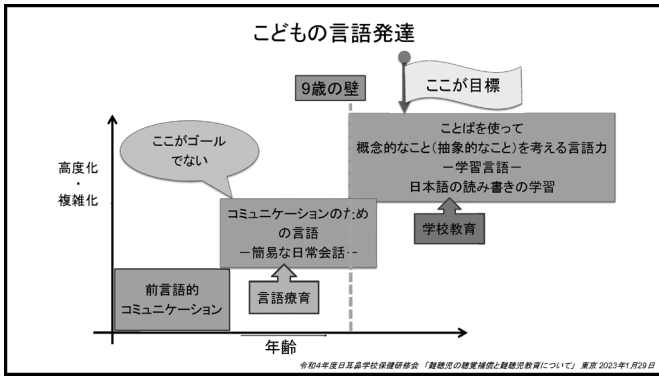 こどもの言語発達
ここが目標
9歳の壁
ことばを使って
概念的なこと(抽象的なこと)を考える言語力
－学習言語－
日本語の読み書きの学習
ここがゴール
でない
高度化
・
複雑化
コミュニケーションのため
の言語
－簡易な日常会話－
学校教育
前言語的
コミュニケーション
言語療育
年齢
令和4年度日耳鼻学校保健研修会 「難聴児の聴覚補償と難聴児教育について」 東京 2023年1月29日